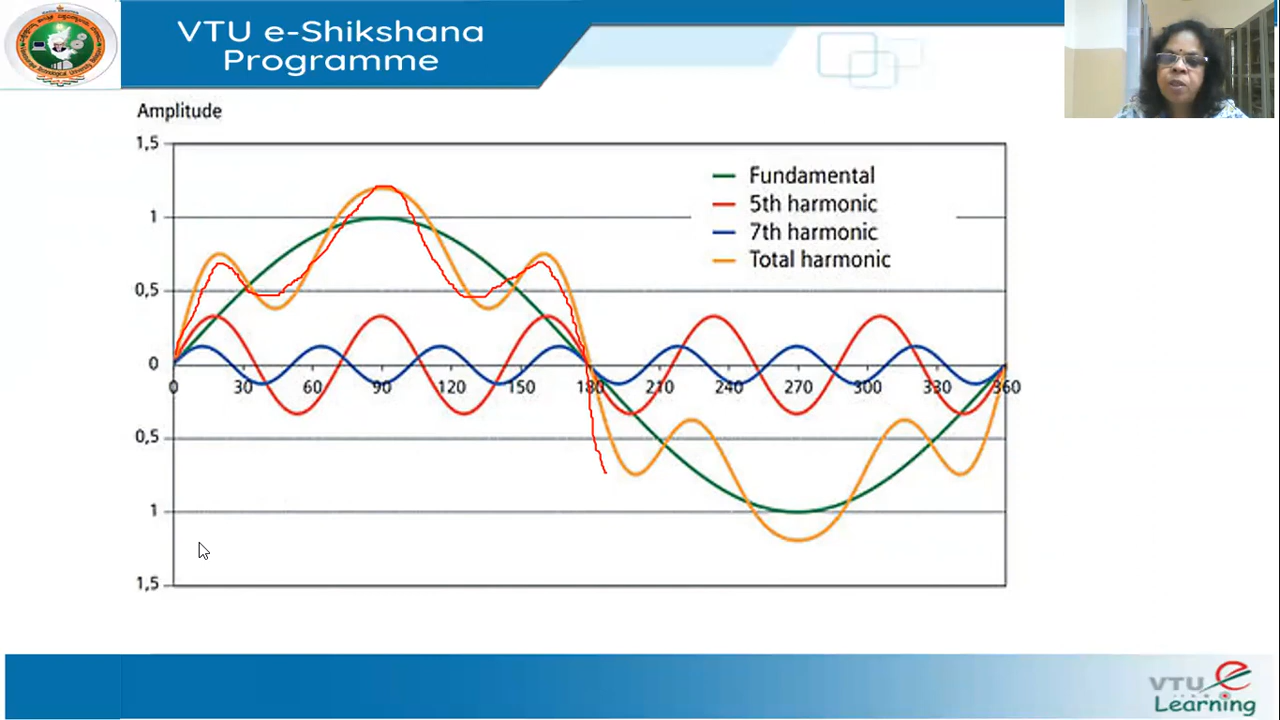 VTU e-Shikshana
Programme
Amplitude
1,5
1
0,5
0
0,5
1
1,5
0 30 60 90 120 150 180 210 240 270 300 330 360
Fundamental
5th harmonic
7th harmonic
Total harmonic
VTU e
Learning